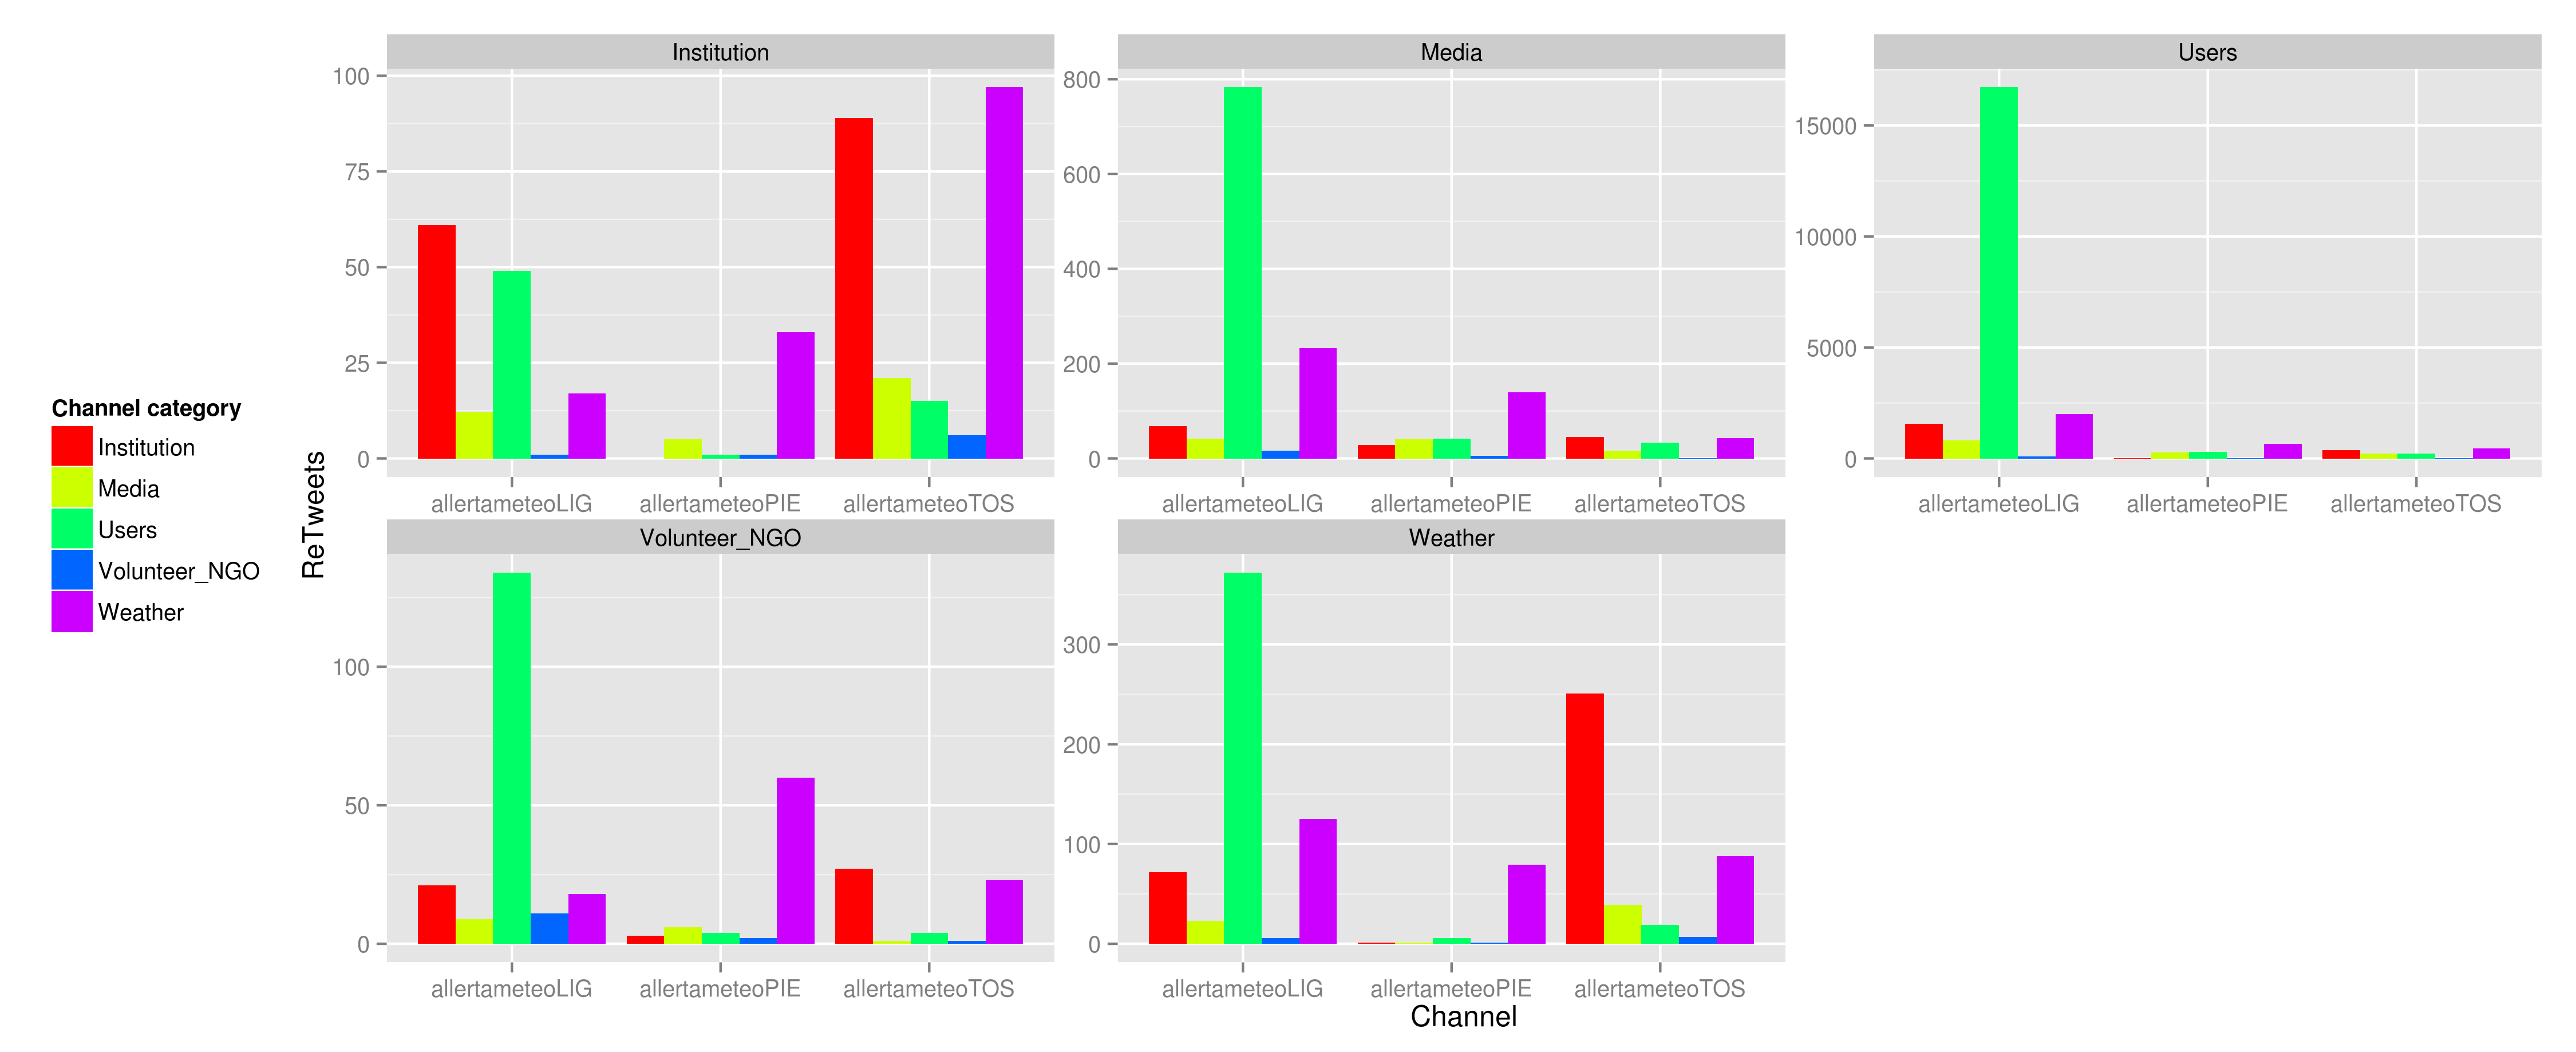 Institution
Media
Users
100
75
50
25
0
800
600
400
200
0
15000
10000
5000
0
allertameteoLIG allertameteoPIE allertameteoTOS
allertameteoLIG allertameteoPIE allertameteoTOS
allertameteoLIG allertameteoPIE allertameteoTOS
Channel category
Institution
Media
Users
Volunteer_NGO
Weather
ReTweets
Volunteer_NGO
Weather
100
50
0
300
200
100
0
allertameteoLIG allertameteoPIE allertameteoTOS
allertameteoLIG allertameteoPIE allertameteoTOS
Channel